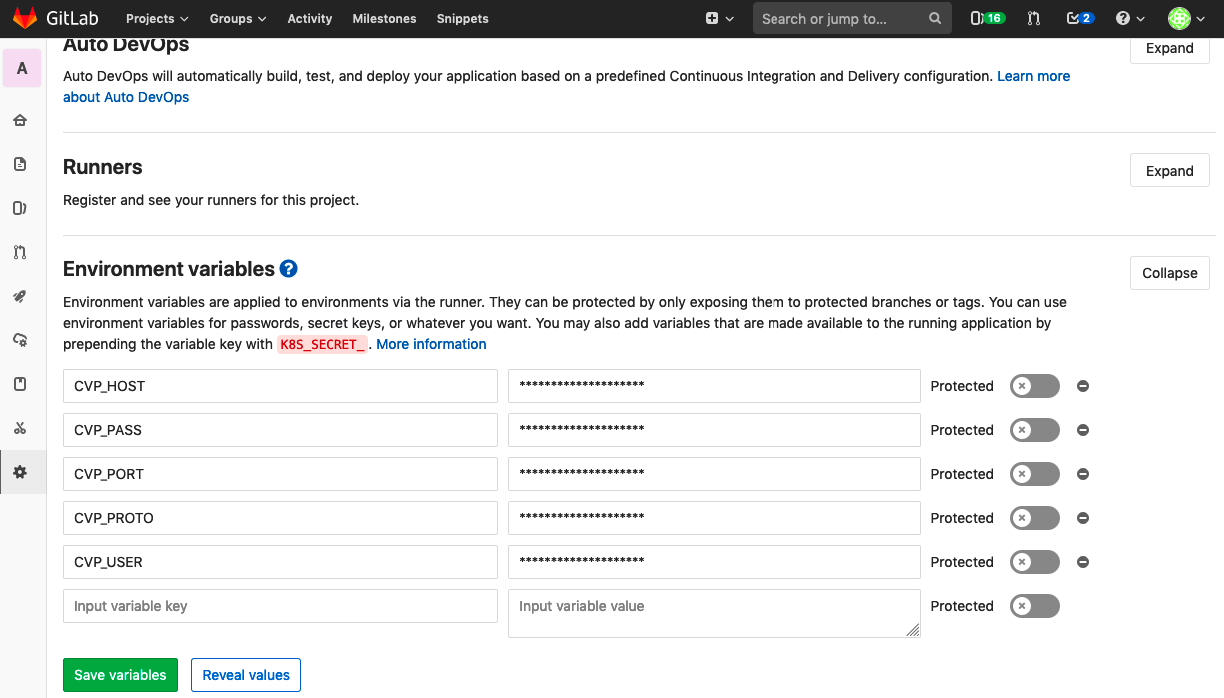 GitLab Projects Groups Activity Milestones Snippets Search or jump to... 16 2
A
Auto DevOps Expand
Auto DevOps will automatically build, test, and deploy your application based on a predefined Continuous Integration and Delivery configuration. Learn more
about Auto DevOps
Runners Expand
Register and see your runners for this project.
Environment variables ? Collapse
Environment variables are applied to environments via the runner. They can be protected by only exposing them to protected branches or tags. You can use
environment variables for passwords, secret keys, or whatever you want. You may also add variables that are made available to the running application by
prepending the variable key with K8S_SECRET_. More information
CVP_HOST ******************** Protected
CVP_PASS ******************** Protected
CVP_PORT ******************** Protected
CVP_PROTO ******************** Protected
CVP_USER ******************** Protected
Input variable key Input variable value Protected
Save variables Reveal values